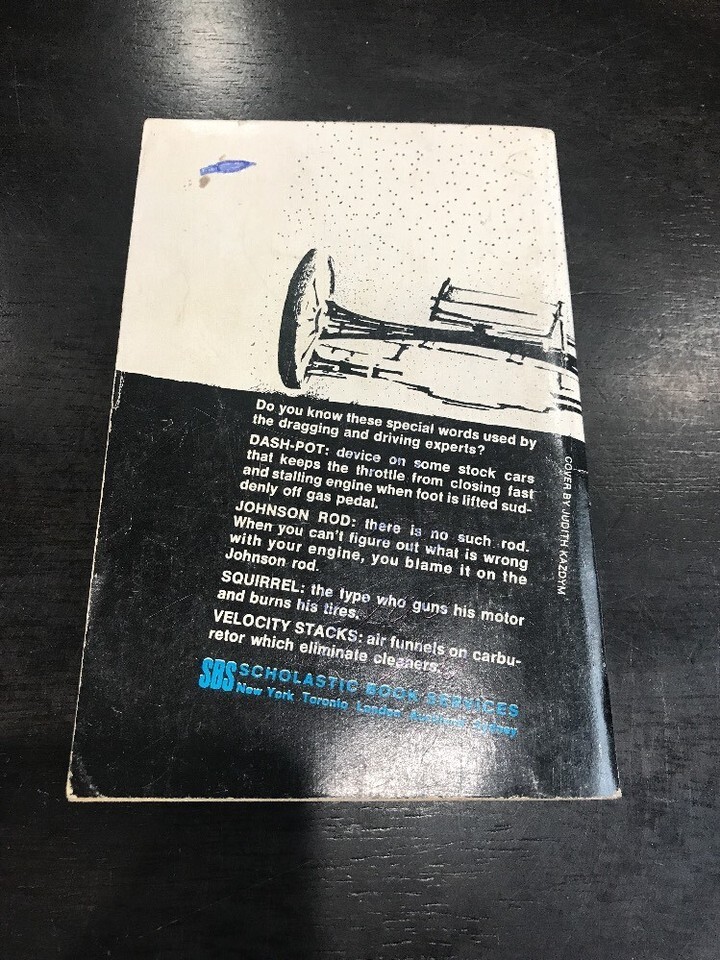 Do you know these special words used by
the dragging and driving experts?
DASH-POT: device on some stock cars
that keeps the throttle from closing fast
and stalling engine when foot is lifted sud-
denly off gas pedal.
JOHNSON ROD: there is no such rod.
When you can't figure out what is wrong
with your engine, you blame it on the
Johnson rod.
SQUIRREL: the type who guns his motor
and burns his tires.
VELOCITY STACKS: air funnels on carbu-
retor which eliminate cleaners.
SBS SCHOLASTIC BOOK SERVICES
New York Toronto London Auckland Sydney
COVER BY JUDITH KAZDYM